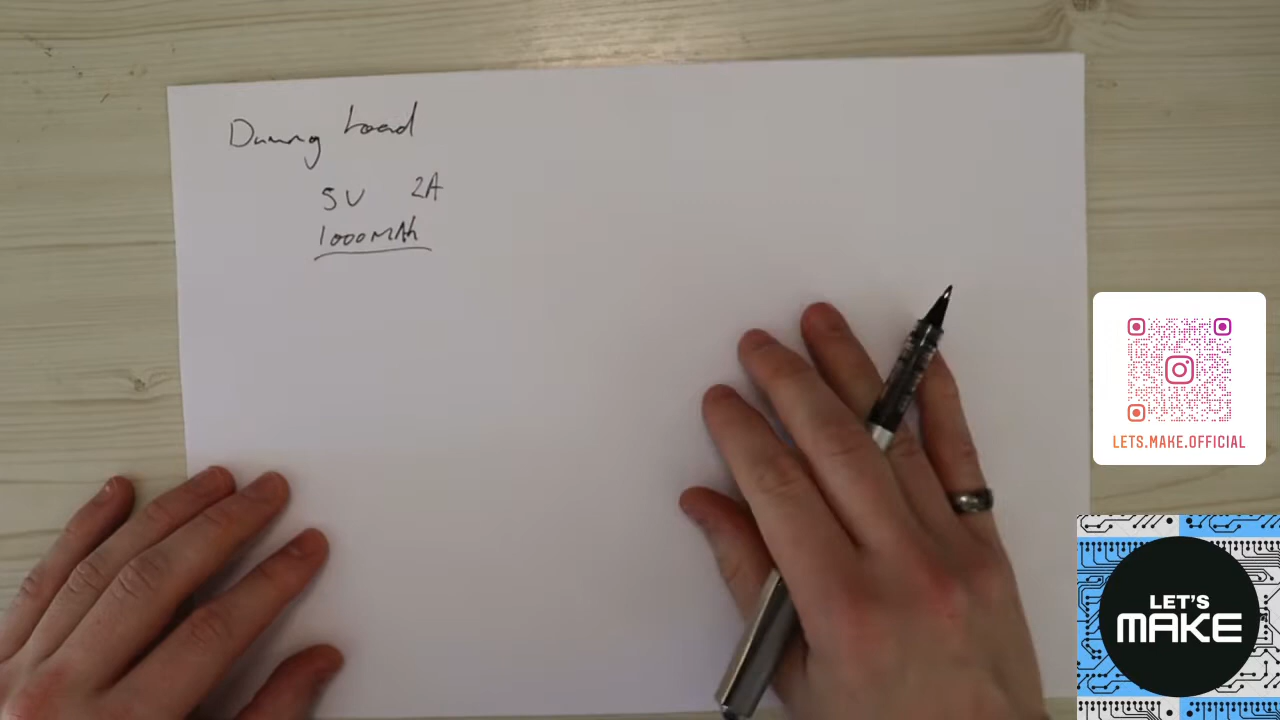 Dummy Load
5V 2A
1000mAh
LETS.MAKE.OFFICIAL
LET'S
MAKE